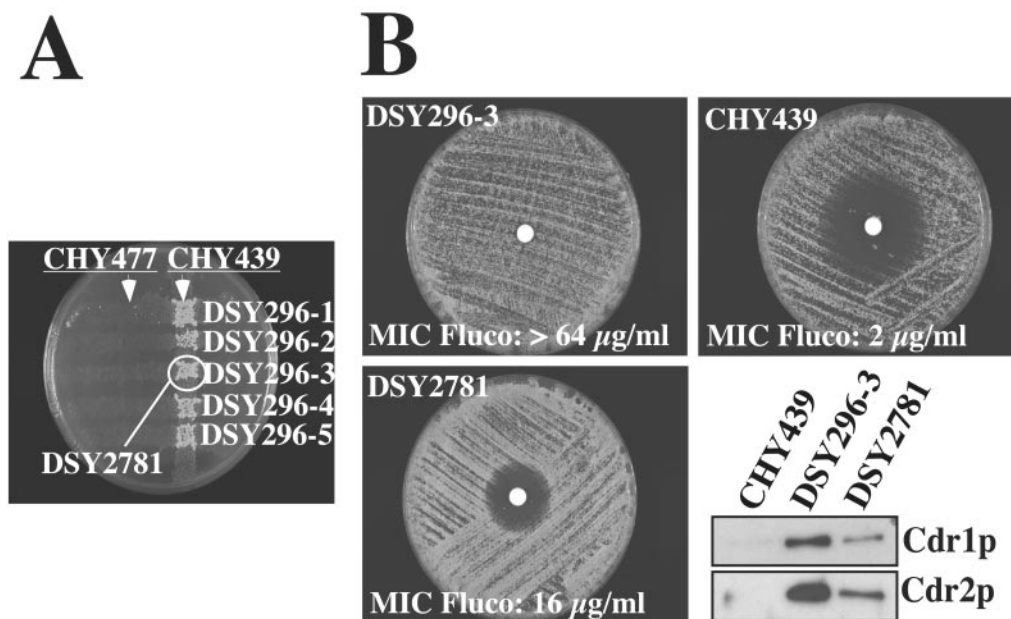 A
B
CHY477 CHY439
DSY296-1
DSY296-2
DSY296-3
DSY296-4
DSY296-5
DSY2781
DSY296-3
MIC Fluco: > 64 µg/ml
CHY439
MIC Fluco: 2 µg/ml
DSY2781
MIC Fluco: 16 µg/ml
CHY439
DSY296-3
DSY2781
Cdr1p
Cdr2p